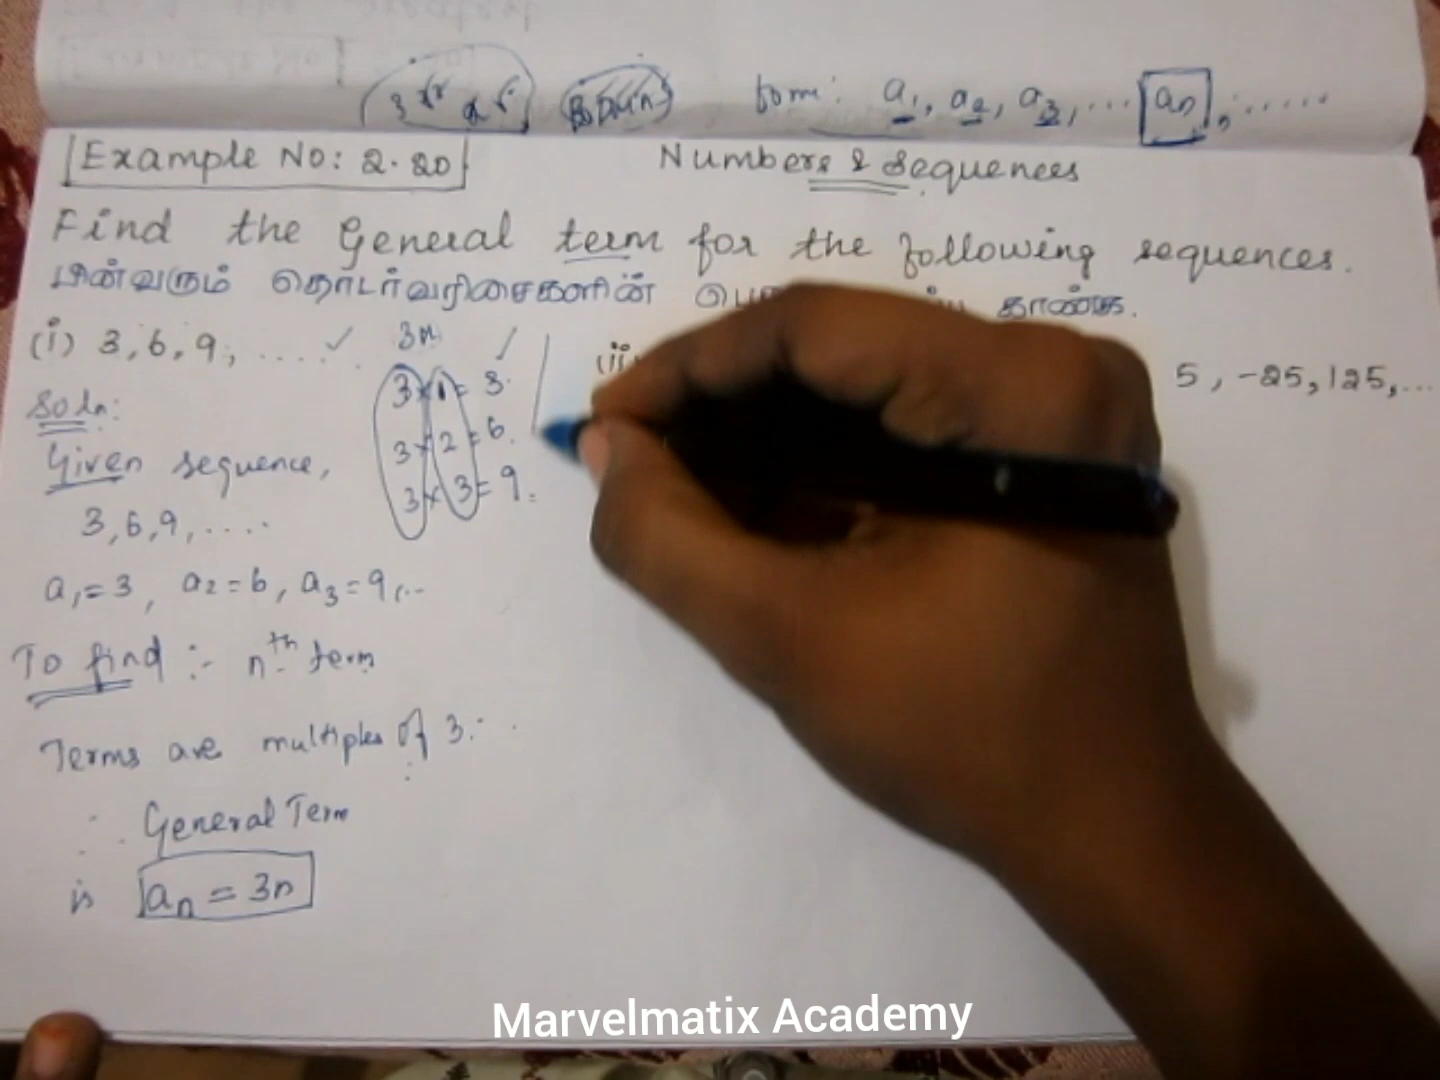 form: a₁, a₂, a₃, ... aₙ, .....
Example No: 2.20
Numbers & Sequences
Find the General term for the following sequences.
பின்வரும் தொடர்வரிசைகளின் காண்க.
(i) 3, 6, 9, ....
3n
(ii
5, -25, 125, ...
3 × 1 = 3
3 × 2 = 6
3 × 3 = 9
Soln:
Given sequence,
3, 6, 9, ....
a₁ = 3, a₂ = 6, a₃ = 9, ..
To find :- nᵗʰ term
Terms are multiples of 3.
∴ General Term
is aₙ = 3n
Marvelmatix Academy